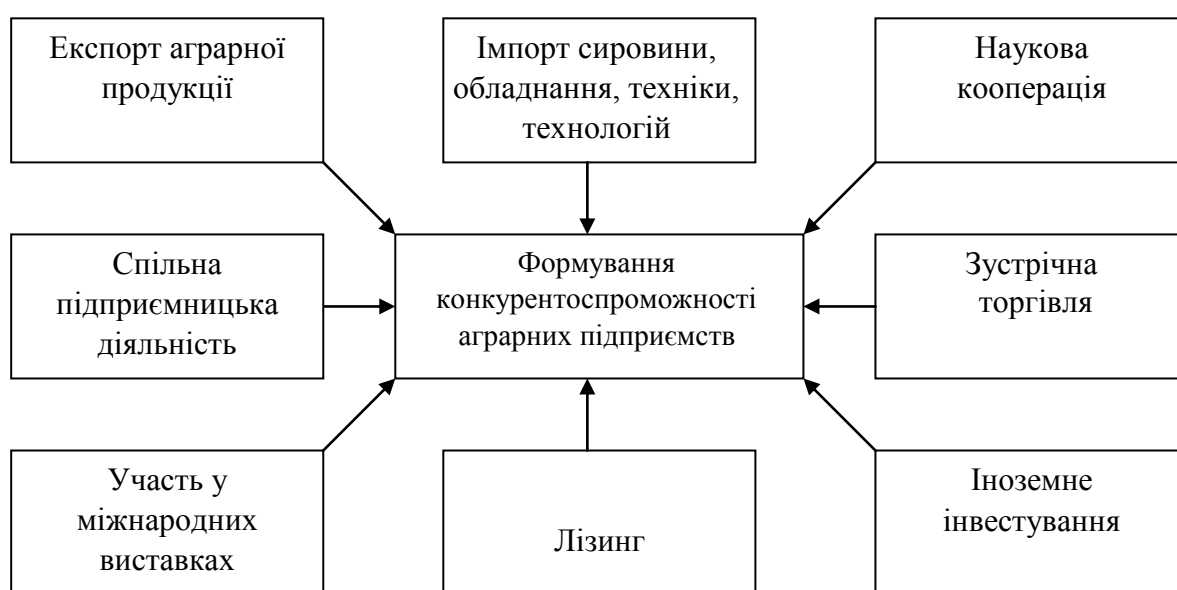 Експорт аграрної
продукції
Імпорт сировини,
обладнання, техніки,
технологій
Наукова
кооперація
Спільна
підприємницька
діяльність
Формування
конкурентоспроможності
аграрних підприємств
Зустрічна
торгівля
Участь у
міжнародних
виставках
Лізинг
Іноземне
інвестування